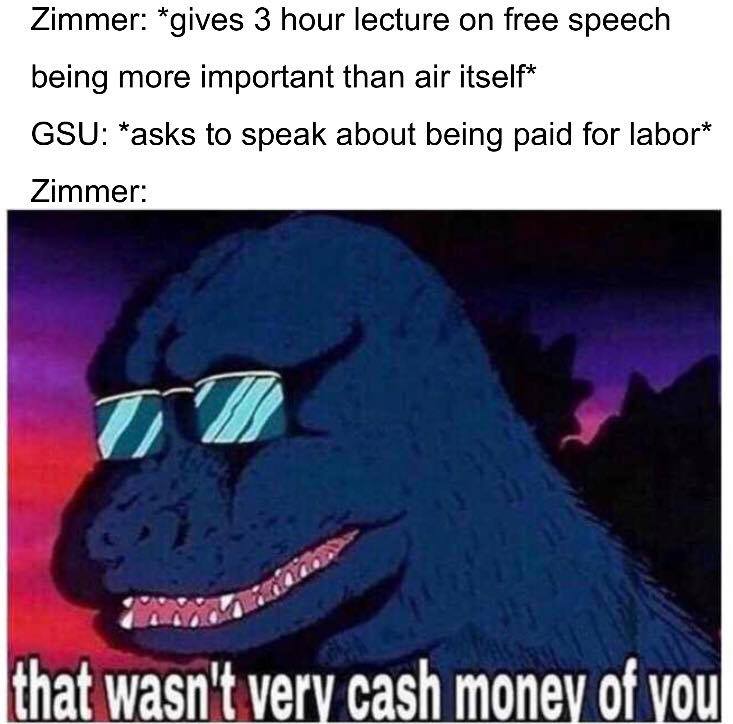 Zimmer: *gives 3 hour lecture on free speech
being more important than air itself*
GSU: *asks to speak about being paid for labor*
Zimmer:
that wasn't very cash money of you